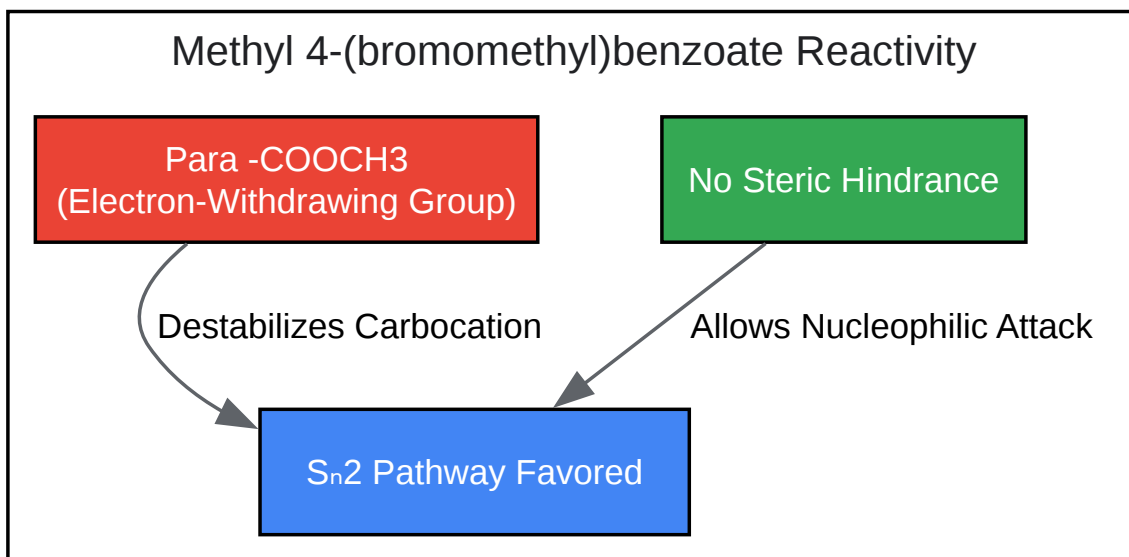 Methyl 4-(bromomethyl)benzoate Reactivity
Para -COOCH3
(Electron-Withdrawing Group)
No Steric Hindrance
Destabilizes Carbocation
Allows Nucleophilic Attack
Sₙ2 Pathway Favored